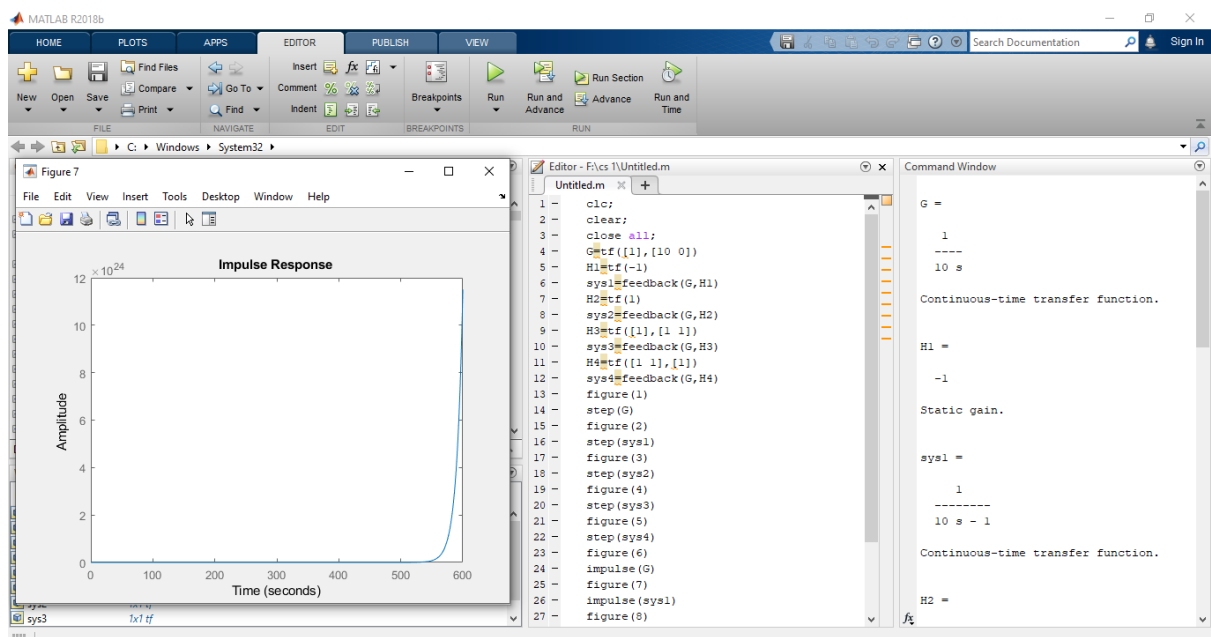 MATLAB R2018b
HOME PLOTS APPS EDITOR PUBLISH VIEW
Search Documentation
Sign In
New
Open
Save
Find Files
Compare
Print
FILE
Go To
Find
NAVIGATE
Insert fx
Comment
Indent
EDIT
Breakpoints
BREAKPOINTS
Run
Run and Advance
Run Section
Advance
Run and Time
RUN
C: Windows System32
Figure 7
File Edit View Insert Tools Desktop Window Help
Impulse Response
×10^24
12
10
8
6
4
2
0
Amplitude
0 100 200 300 400 500 600
Time (seconds)
sys3 1x1 tf
Editor - F:\cs 1\Untitled.m
Untitled.m × +
1 - clc;
2 - clear;
3 - close all;
4 - G=tf([1],[10 0])
5 - H1=tf(-1)
6 - sys1=feedback(G,H1)
7 - H2=tf(1)
8 - sys2=feedback(G,H2)
9 - H3=tf([1],[1 1])
10 - sys3=feedback(G,H3)
11 - H4=tf([1 1],[1])
12 - sys4=feedback(G,H4)
13 - figure(1)
14 - step(G)
15 - figure(2)
16 - step(sys1)
17 - figure(3)
18 - step(sys2)
19 - figure(4)
20 - step(sys3)
21 - figure(5)
22 - step(sys4)
23 - figure(6)
24 - impulse(G)
25 - figure(7)
26 - impulse(sys1)
27 - figure(8)
Command Window
G =
1
----
10 s
Continuous-time transfer function.
H1 =
-1
Static gain.
sys1 =
1
--------
10 s - 1
Continuous-time transfer function.
H2 =
fx